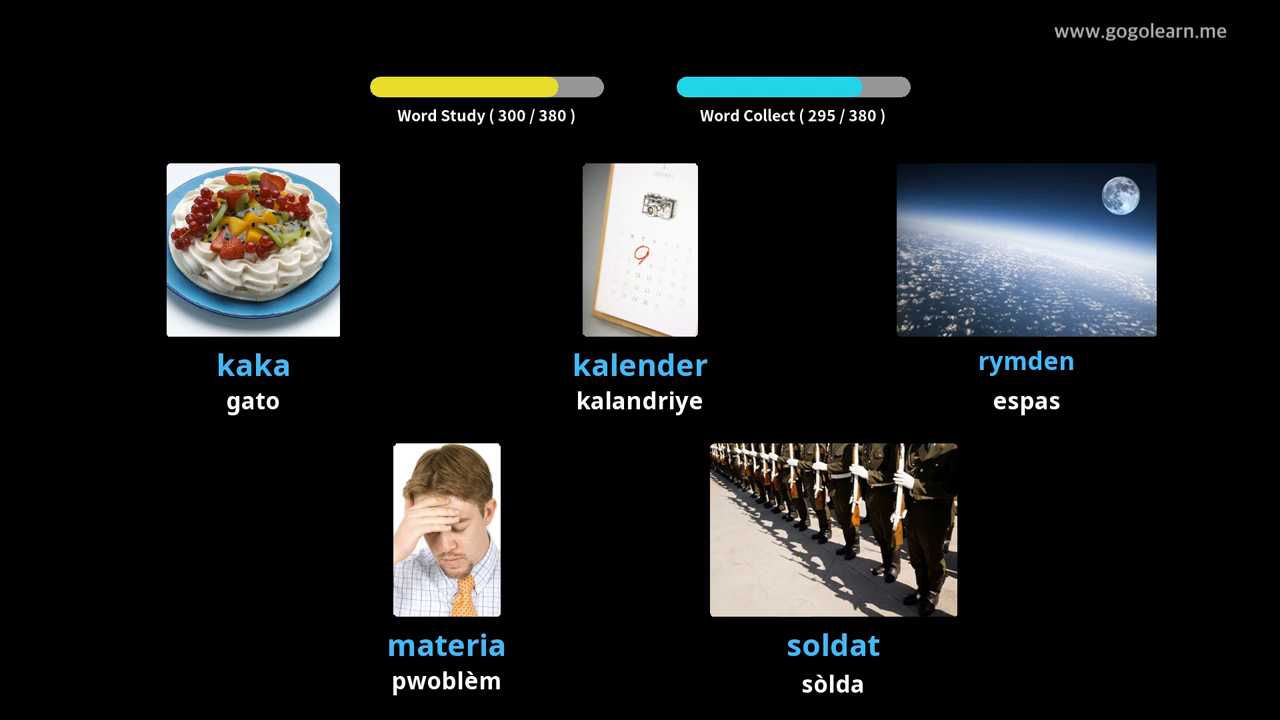 www.gogolearn.me
Word Study ( 300 / 380 )
Word Collect ( 295 / 380 )
kaka
gato
kalender
kalandriye
rymden
espas
materia
pwoblèm
soldat
sòlda